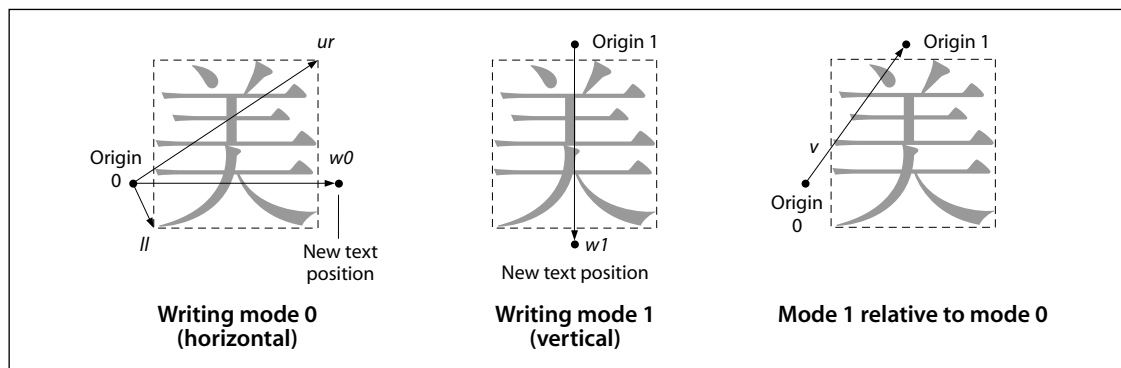 ur
美
Origin
0
w0
ll
New text
position
Writing mode 0
(horizontal)
Origin 1
美
w1
New text position
Writing mode 1
(vertical)
Origin 1
美
v
Origin
0
Mode 1 relative to mode 0